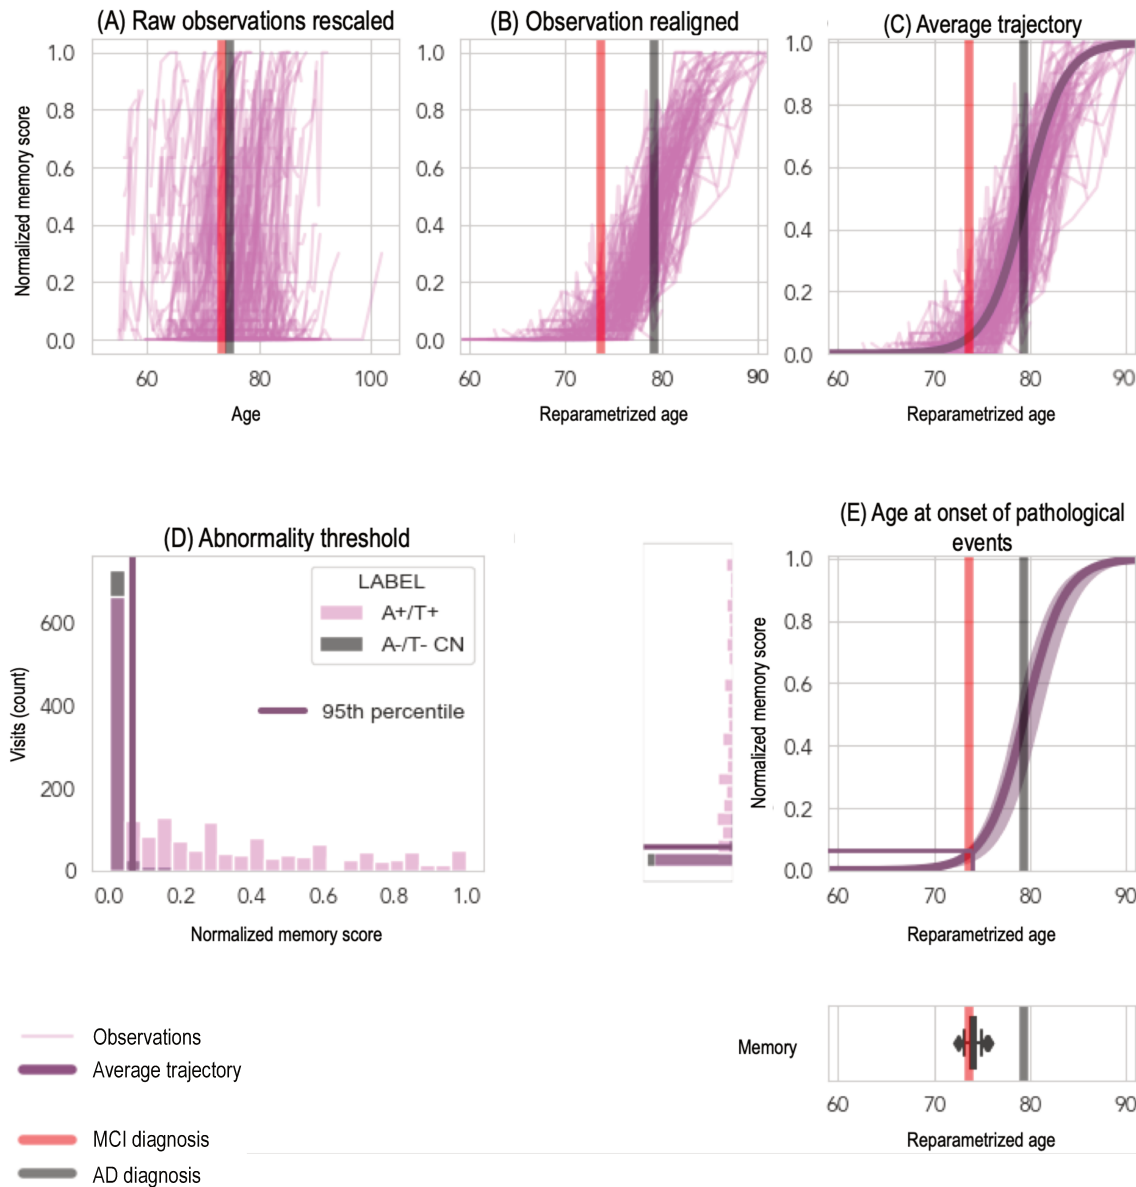 (A) Raw observations rescaled
(B) Observation realigned
(C) Average trajectory
Normalized memory score
1.0
0.8
0.6
0.4
0.2
0.0
60
80
100
Age
1.0
0.8
0.6
0.4
0.2
0.0
60
70
80
90
Reparametrized age
1.0
0.8
0.6
0.4
0.2
0.0
60
70
80
90
Reparametrized age
(D) Abnormality threshold
Visits (count)
600
400
200
0
LABEL
A+/T+
A-/T- CN
95th percentile
0.0
0.2
0.4
0.6
0.8
1.0
Normalized memory score
(E) Age at onset of pathological
events
Normalized memory score
1.0
0.8
0.6
0.4
0.2
0.0
60
70
80
90
Reparametrized age
Memory
60
70
80
90
Reparametrized age
Observations
Average trajectory
MCI diagnosis
AD diagnosis